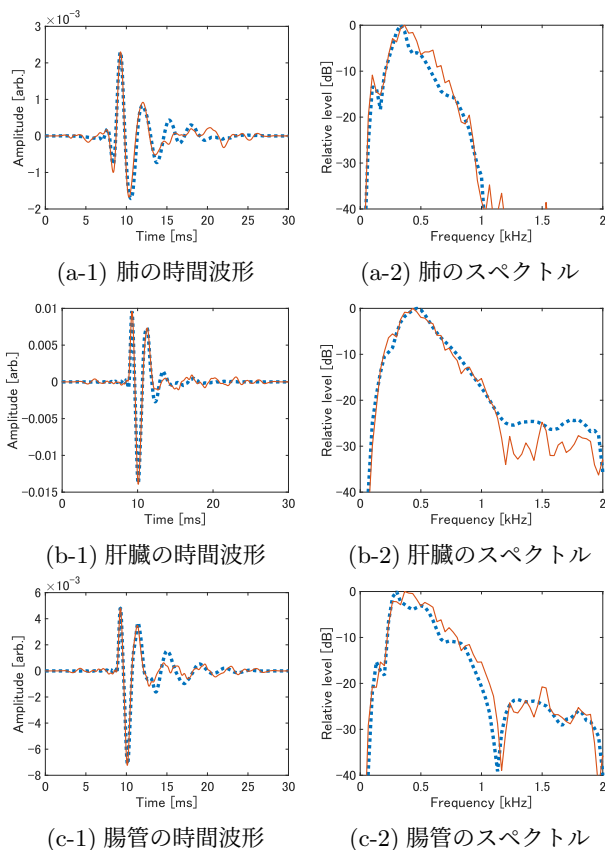 ×10⁻³
3
2
1
0
−1
−2
Amplitude [arb.]
0 5 10 15 20 25 30
Time [ms]
(a-1) 肺の時間波形
0
−10
−20
−30
−40
Relative level [dB]
0 0.5 1 1.5 2
Frequency [kHz]
(a-2) 肺のスペクトル
0.01
0.005
0
−0.005
−0.01
−0.015
Amplitude [arb.]
0 10 20 30
Time [ms]
(b-1) 肝臓の時間波形
0
−10
−20
−30
−40
Relative level [dB]
0 0.5 1 1.5 2
Frequency [kHz]
(b-2) 肝臓のスペクトル
×10⁻³
6
4
2
0
−2
−4
−6
−8
Amplitude [arb.]
0 5 10 15 20 25 30
Time [ms]
(c-1) 腸管の時間波形
0
−10
−20
−30
−40
Relative level [dB]
0 0.5 1 1.5 2
Frequency [kHz]
(c-2) 腸管のスペクトル